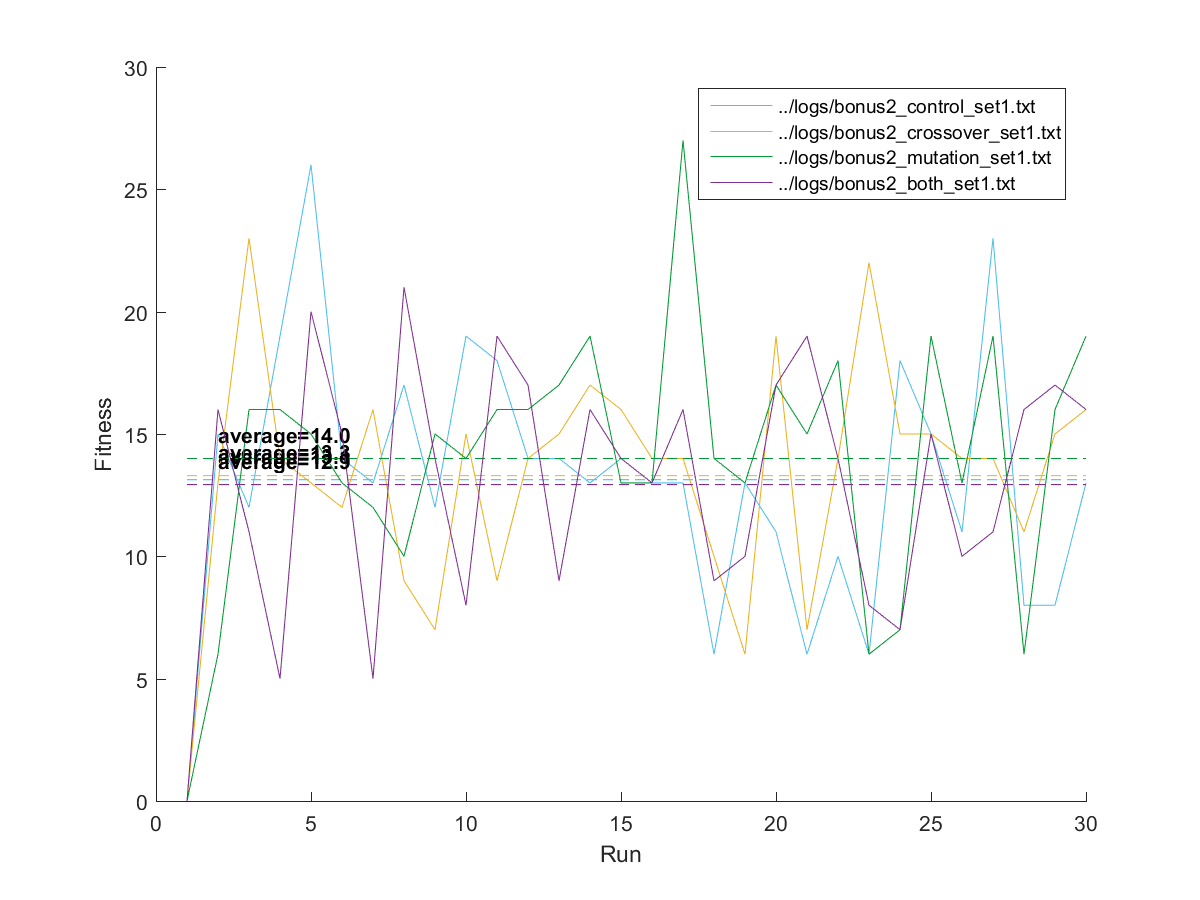 30
25
20
15
10
5
0
Fitness
average=14.0
average=
average=12.9
../logs/bonus2_control_set1.txt
../logs/bonus2_crossover_set1.txt
../logs/bonus2_mutation_set1.txt
../logs/bonus2_both_set1.txt
0 5 10 15 20 25 30
Run